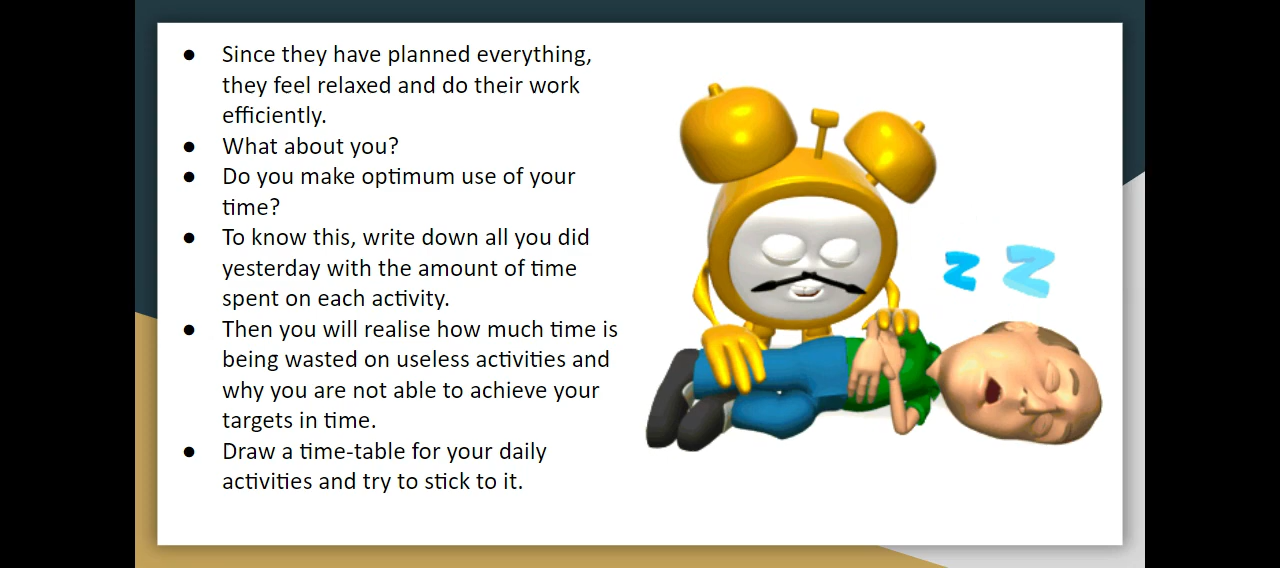 ● Since they have planned everything,
they feel relaxed and do their work
efficiently.
● What about you?
● Do you make optimum use of your
time?
● To know this, write down all you did
yesterday with the amount of time
spent on each activity.
● Then you will realise how much time is
being wasted on useless activities and
why you are not able to achieve your
targets in time.
● Draw a time-table for your daily
activities and try to stick to it.
Z Z